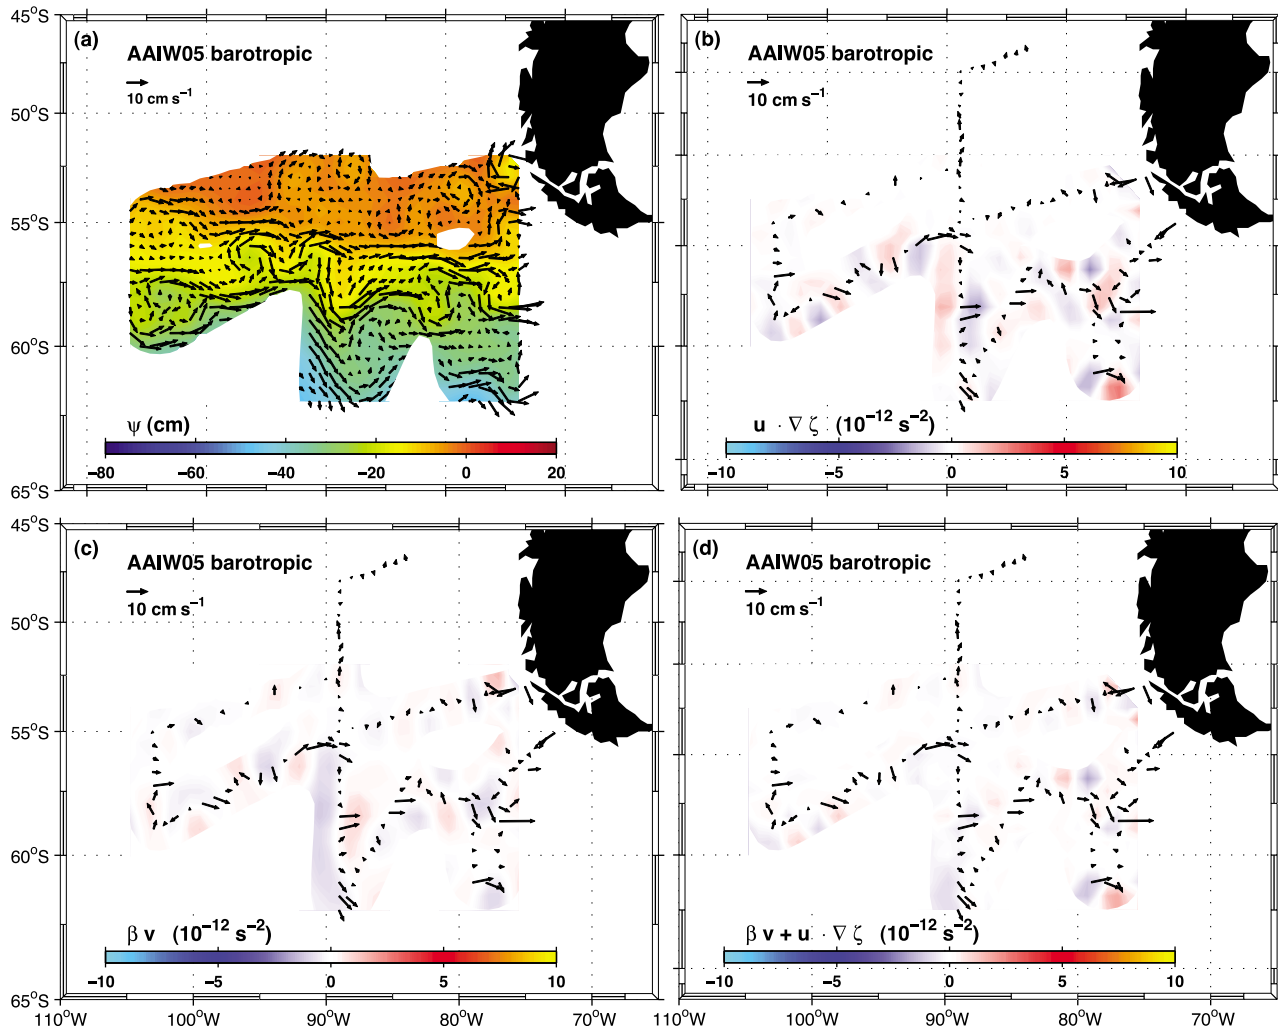 45°S
(a)
AAIW05 barotropic
10 cm s⁻¹
50°S
55°S
60°S
ψ (cm)
−80 −60 −40 −20 0 20
65°S
(b)
AAIW05 barotropic
10 cm s⁻¹
u · ∇ ζ (10⁻¹² s⁻²)
−10 −5 0 5 10
45°S
(c)
AAIW05 barotropic
10 cm s⁻¹
50°S
55°S
60°S
β v (10⁻¹² s⁻²)
−10 −5 0 5 10
65°S
110°W 100°W 90°W 80°W 70°W
(d)
AAIW05 barotropic
10 cm s⁻¹
β v + u · ∇ ζ (10⁻¹² s⁻²)
−10 −5 0 5 10
110°W 100°W 90°W 80°W 70°W